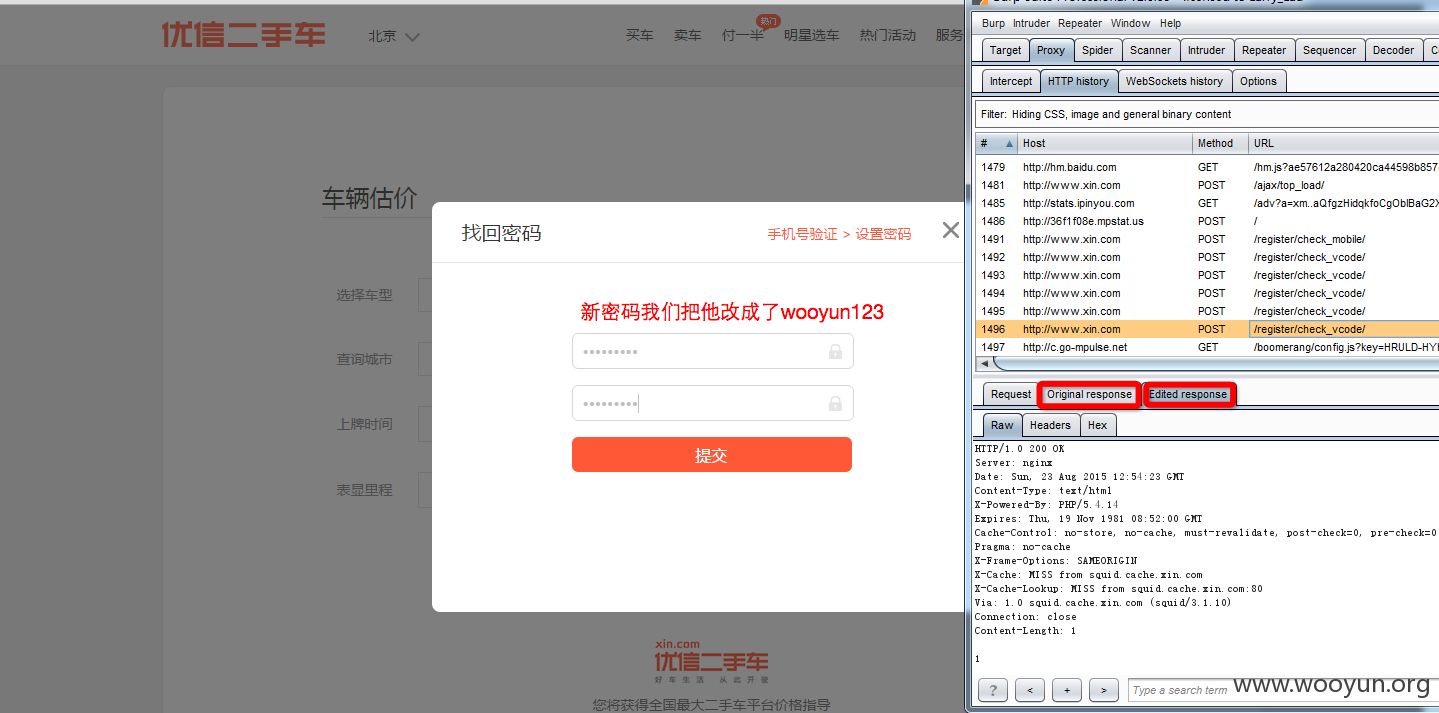 优信二手车
北京
买车 卖车 付一半 明星选车 热门活动 服务
热门
车辆估价
选择车型
查询城市
上牌时间
表显里程
找回密码
手机号验证 > 设置密码
新密码我们把他改成了wooyun123
提交
xin.com
优信二手车
好车生活 从此开驶
您将获得全国最大二手车平台价格指导
Burp Intruder Repeater Window Help
Target Proxy Spider Scanner Intruder Repeater Sequencer Decoder
Intercept HTTP history WebSockets history Options
Filter: Hiding CSS, image and general binary content
# Host Method URL
1479 http://hm.baidu.com GET /hm.js?ae57612a280420ca44598b857
1481 http://www.xin.com POST /ajax/top_load/
1485 http://stats.ipinyou.com GET /adv?a=xm..aQfgzHidqkfoCgOblBaG2X
1486 http://36f1f08e.mpstat.us POST /
1491 http://www.xin.com POST /register/check_mobile/
1492 http://www.xin.com POST /register/check_vcode/
1493 http://www.xin.com POST /register/check_vcode/
1494 http://www.xin.com POST /register/check_vcode/
1495 http://www.xin.com POST /register/check_vcode/
1496 http://www.xin.com POST /register/check_vcode/
1497 http://c.go-mpulse.net GET /boomerang/config.js?key=HRULD-HY
Request Original response Edited response
Raw Headers Hex
HTTP/1.0 200 OK
Server: nginx
Date: Sun, 23 Aug 2015 12:54:23 GMT
Content-Type: text/html
X-Powered-By: PHP/5.4.14
Expires: Thu, 19 Nov 1981 08:52:00 GMT
Cache-Control: no-store, no-cache, must-revalidate, post-check=0, pre-check=0
Pragma: no-cache
X-Frame-Options: SAMEORIGIN
X-Cache: MISS from squid.cache.xin.com
X-Cache-Lookup: MISS from squid.cache.xin.com:80
Via: 1.0 squid.cache.xin.com (squid/3.1.10)
Connection: close
Content-Length: 1
1
? < + > Type a search term
www.wooyun.org